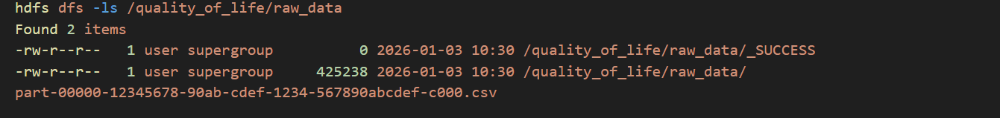 hdfs dfs -ls /quality_of_life/raw_data
Found 2 items
-rw-r--r--   1 user supergroup          0 2026-01-03 10:30 /quality_of_life/raw_data/_SUCCESS
-rw-r--r--   1 user supergroup     425238 2026-01-03 10:30 /quality_of_life/raw_data/
part-00000-12345678-90ab-cdef-1234-567890abcdef-c000.csv